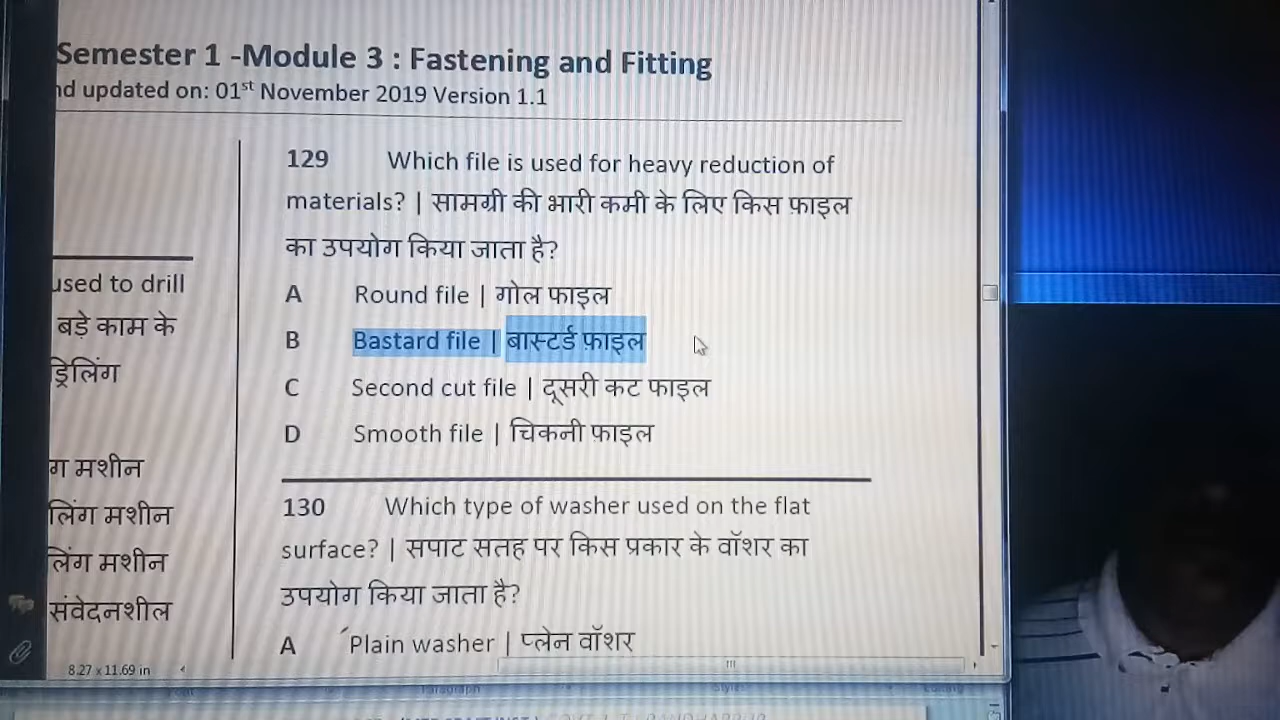 Semester 1 -Module 3 : Fastening and Fitting
nd updated on: 01st November 2019 Version 1.1
used to drill
बड़े काम के
ड्रिलिंग
ग मशीन
लिंग मशीन
लिंग मशीन
संवेदनशील
129 Which file is used for heavy reduction of
materials? | सामग्री की भारी कमी के लिए किस फ़ाइल
का उपयोग किया जाता है?
A Round file | गोल फाइल
B Bastard file | बास्टर्ड फ़ाइल
C Second cut file | दूसरी कट फाइल
D Smooth file | चिकनी फ़ाइल
130 Which type of washer used on the flat
surface? | सपाट सतह पर किस प्रकार के वॉशर का
उपयोग किया जाता है?
A Plain washer | प्लेन वॉशर
8.27 x 11.69 in
Paragraph